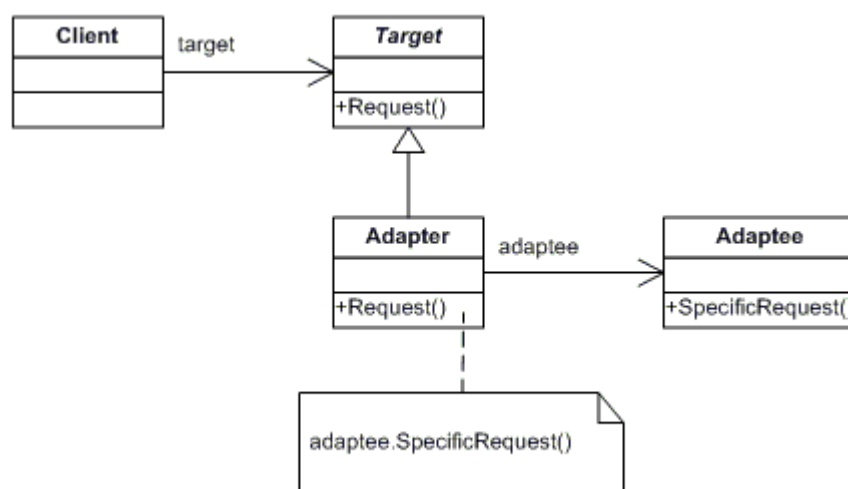 Client
target
Target
+Request()
Adapter
adaptee
Adaptee
+Request()
+SpecificRequest()
adaptee.SpecificRequest()